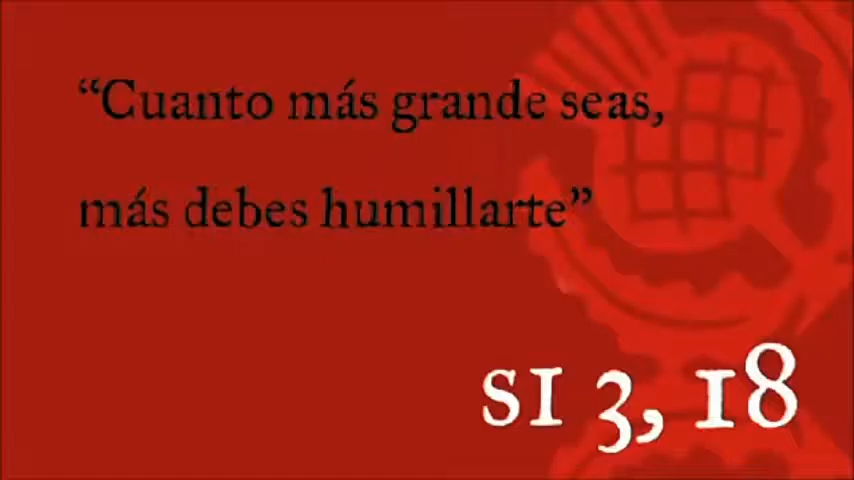 “Cuanto más grande seas,
más debes humillarte”
SI 3, 18